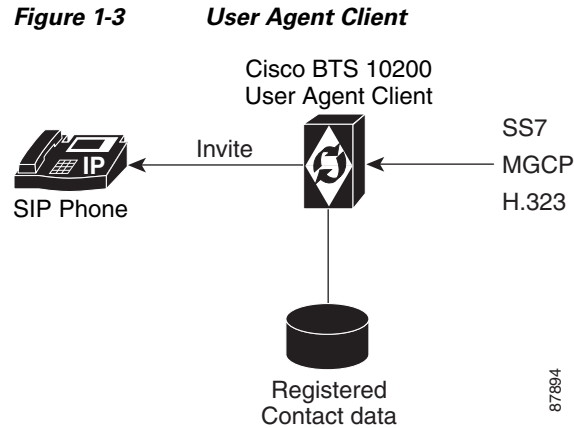 Figure 1-3 User Agent Client
Cisco BTS 10200
User Agent Client
SS7
Invite
MGCP
IP
H.323
SIP Phone
Registered
Contact data
87894